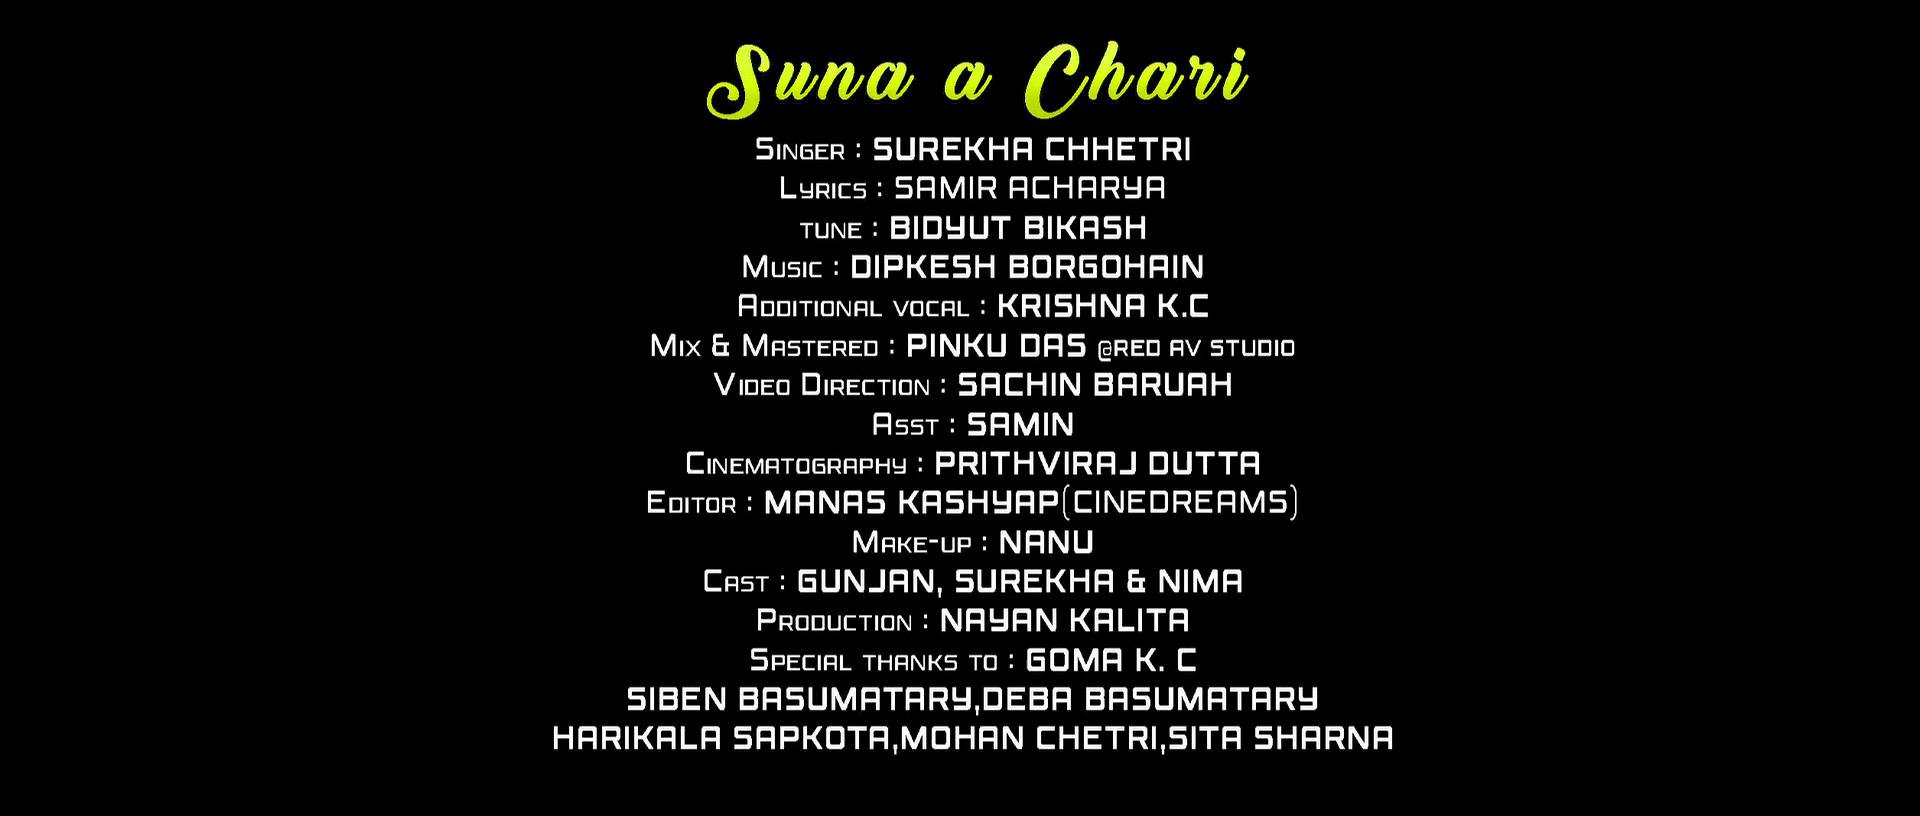 Suna a Chari
Singer : SUREKHA CHHETRI
Lyrics : SAMIR ACHARYA
tune : BIDYUT BIKASH
Music : DIPKESH BORGOHAIN
Additional vocal : KRISHNA K.C
Mix & Mastered : PINKU DAS @RED AV STUDIO
Video Direction : SACHIN BARUAH
Asst : SAMIN
Cinematography : PRITHVIRAJ DUTTA
Editor : MANAS KASHYAP(CINEDREAMS)
Make-up : NANU
Cast : GUNJAN, SUREKHA & NIMA
Production : NAYAN KALITA
Special thanks to : GOMA K. C
SIBEN BASUMATARY,DEBA BASUMATARY
HARIKALA SAPKOTA,MOHAN CHETRI,SITA SHARNA